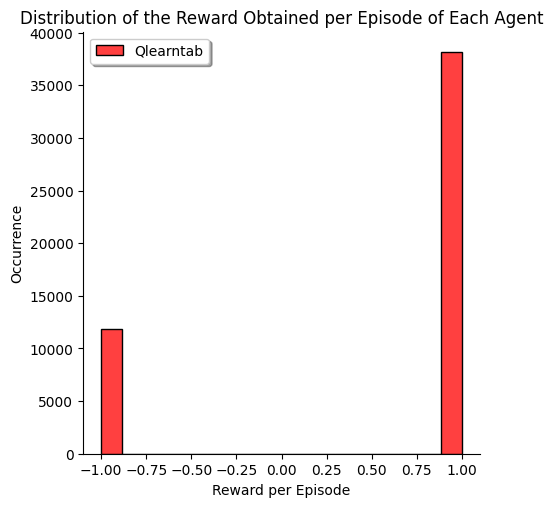 Distribution of the Reward Obtained per Episode of Each Agent
Qlearntab
40000
35000
30000
25000
20000
15000
10000
5000
0
Occurrence
−1.00 −0.75 −0.50 −0.25 0.00 0.25 0.50 0.75 1.00
Reward per Episode